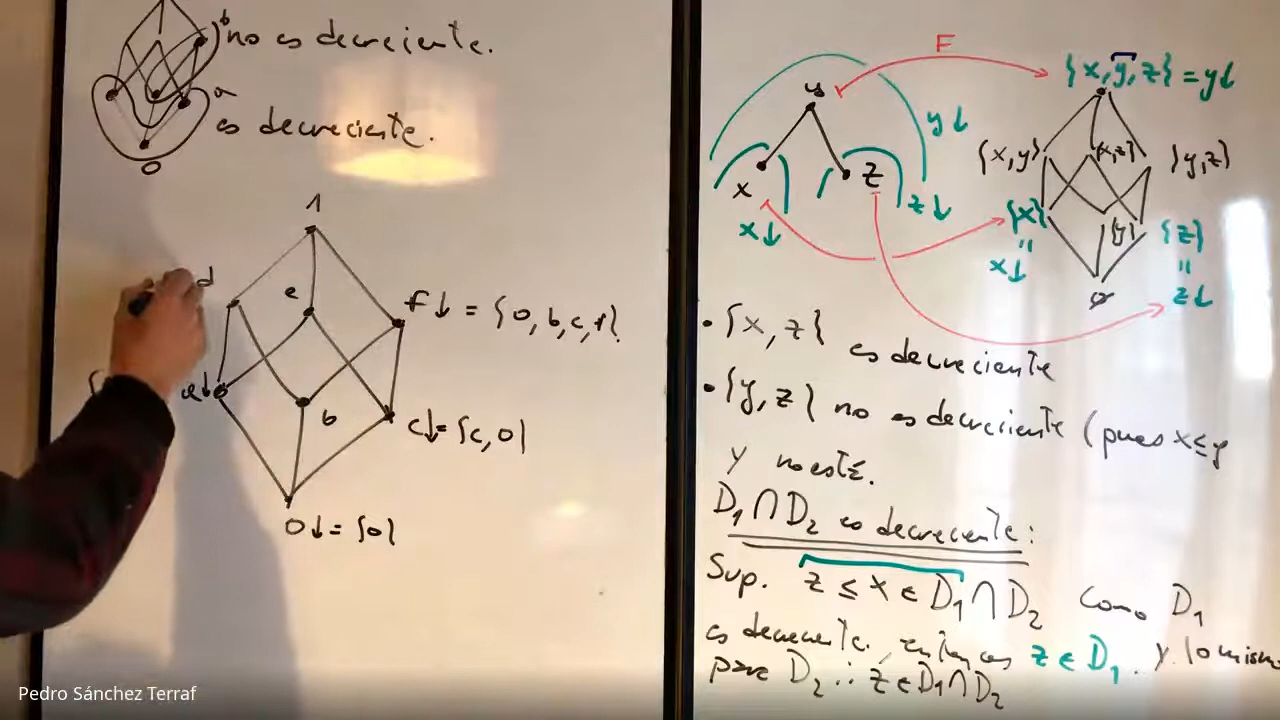 b no es decreciente.
a
es decreciente.
0
1
d
e
f↓ = {0, b, c, f}
a↓
b
c↓ = {c, 0}
0↓ = {0}
F
{x, y, z} = y↓
y
y↓
{x, y}
{x, z}
{y, z}
x
z
x↓
z↓
{x}
{y}
{z}
=
x↓
=
z↓
∅
• {x, z} es decreciente
• {y, z} no es decreciente (pues x ≤ y
y no está.
D₁ ∩ D₂ es decreciente:
Sup. z ≤ x ∈ D₁ ∩ D₂ como D₁
es decreciente, entonces z ∈ D₁. y lo mismo
para D₂ ∴ z ∈ D₁ ∩ D₂
Pedro Sánchez Terraf